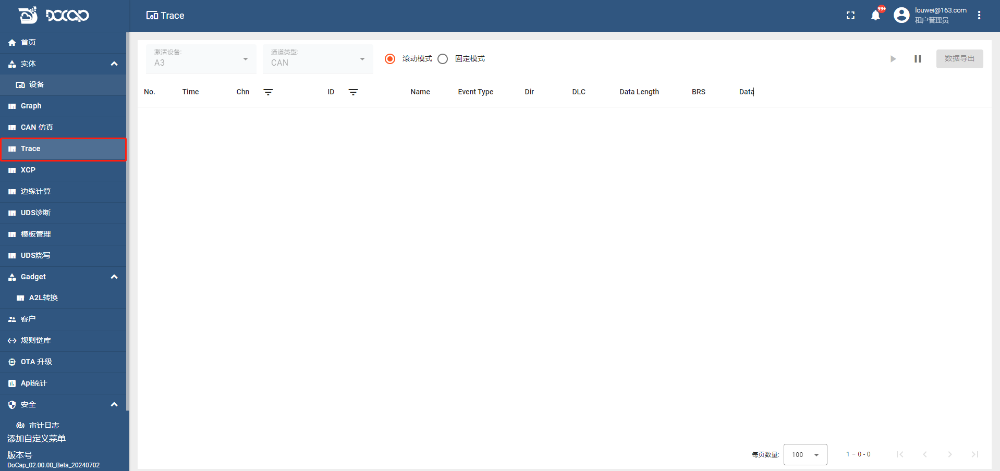 DOCAP
Trace
99+
louwei@163.com
租户管理员
首页
实体
设备
Graph
CAN 仿真
Trace
XCP
边缘计算
UDS诊断
模板管理
UDS烧写
Gadget
A2L转换
客户
规则链库
OTA 升级
Api统计
安全
审计日志
添加自定义菜单
版本号
DoCap_02.00.00_Beta_20240702
激活设备:
A3
通道类型:
CAN
滚动模式
固定模式
数据导出
No. Time Chn ID Name Event Type Dir DLC Data Length BRS Data
每页数量: 100 1 – 0 - 0